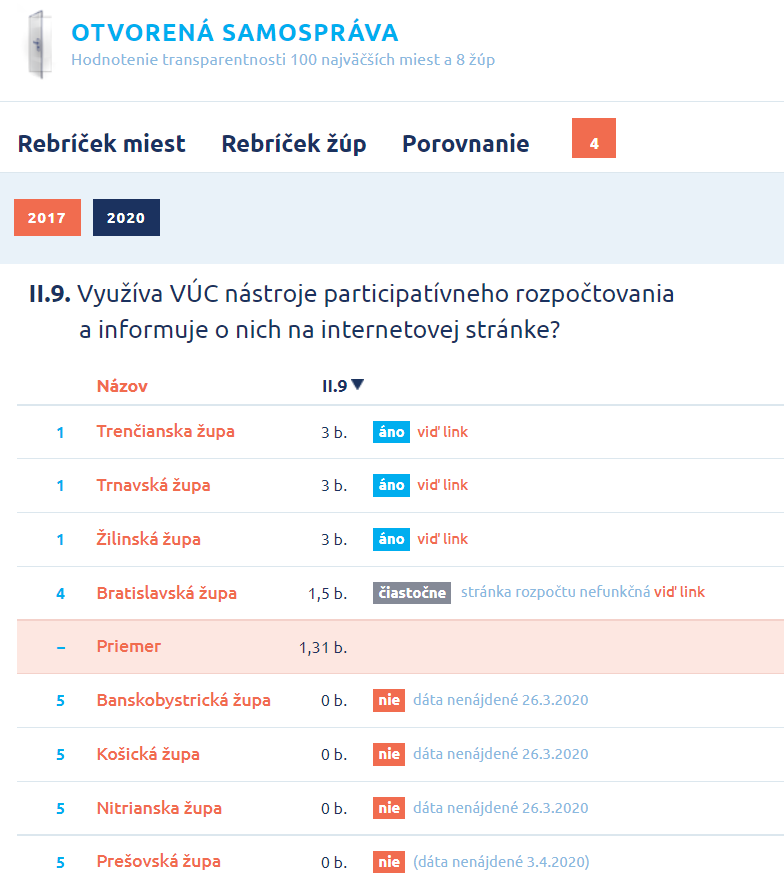 OTVORENÁ SAMOSPRÁVA
Hodnotenie transparentnosti 100 najväčších miest a 8 žúp
Rebríček miest Rebríček žúp Porovnanie 4
2017 2020
II.9. Využíva VÚC nástroje participatívneho rozpočtovania
a informuje o nich na internetovej stránke?
Názov II.9▼
1 Trenčianska župa 3 b. áno viď link
1 Trnavská župa 3 b. áno viď link
1 Žilinská župa 3 b. áno viď link
4 Bratislavská župa 1,5 b. čiastočne stránka rozpočtu nefunkčná viď link
– Priemer 1,31 b.
5 Banskobystrická župa 0 b. nie dáta nenájdené 26.3.2020
5 Košická župa 0 b. nie dáta nenájdené 26.3.2020
5 Nitrianska župa 0 b. nie dáta nenájdené 26.3.2020
5 Prešovská župa 0 b. nie (dáta nenájdené 3.4.2020)